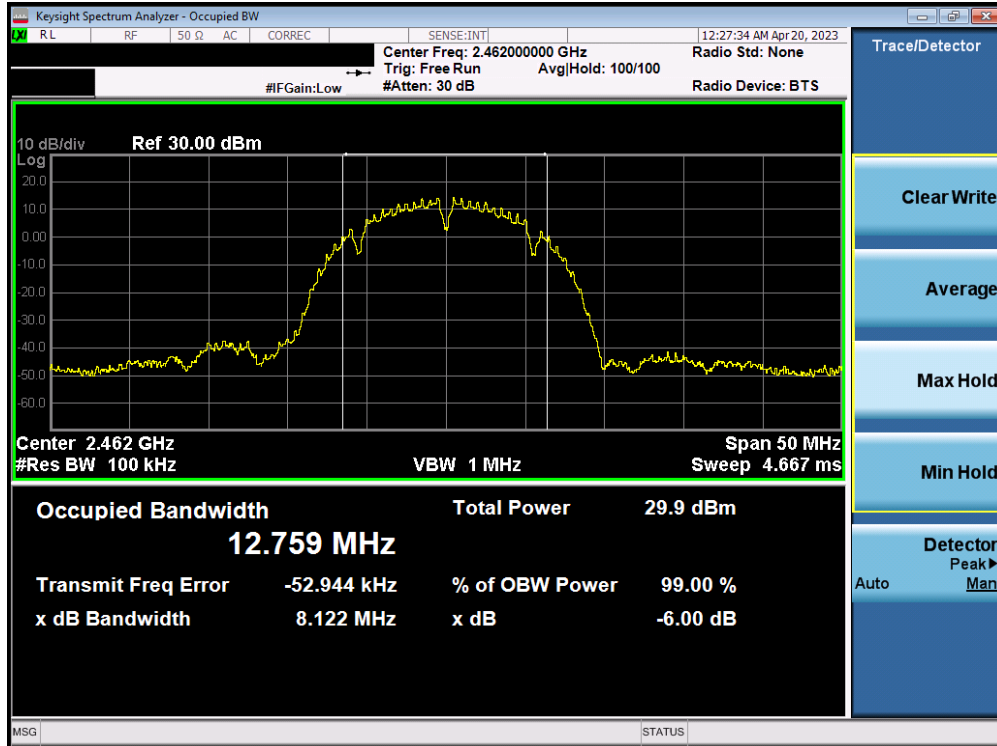 Keysight Spectrum Analyzer - Occupied BW
LXI RL RF 50 Ω AC CORREC SENSE:INT 12:27:34 AM Apr 20, 2023
Center Freq: 2.462000000 GHz Radio Std: None
Trig: Free Run Avg|Hold: 100/100
#IFGain:Low #Atten: 30 dB Radio Device: BTS
Trace/Detector
10 dB/div Ref 30.00 dBm
Log
20.0
10.0
0.00
-10.0
-20.0
-30.0
-40.0
-50.0
-60.0
Center 2.462 GHz Span 50 MHz
#Res BW 100 kHz VBW 1 MHz Sweep 4.667 ms
Occupied Bandwidth Total Power 29.9 dBm
12.759 MHz
Transmit Freq Error -52.944 kHz % of OBW Power 99.00 %
x dB Bandwidth 8.122 MHz x dB -6.00 dB
Clear Write
Average
Max Hold
Min Hold
Detector
Peak▶
Auto Man
MSG STATUS